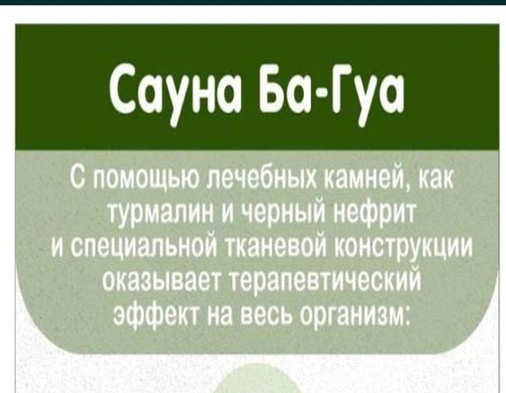 Сауна Ба-Гуа
С помощью лечебных камней, как
турмалин и черный нефрит
и специальной тканевой конструкции
оказывает терапевтический
эффект на весь организм: